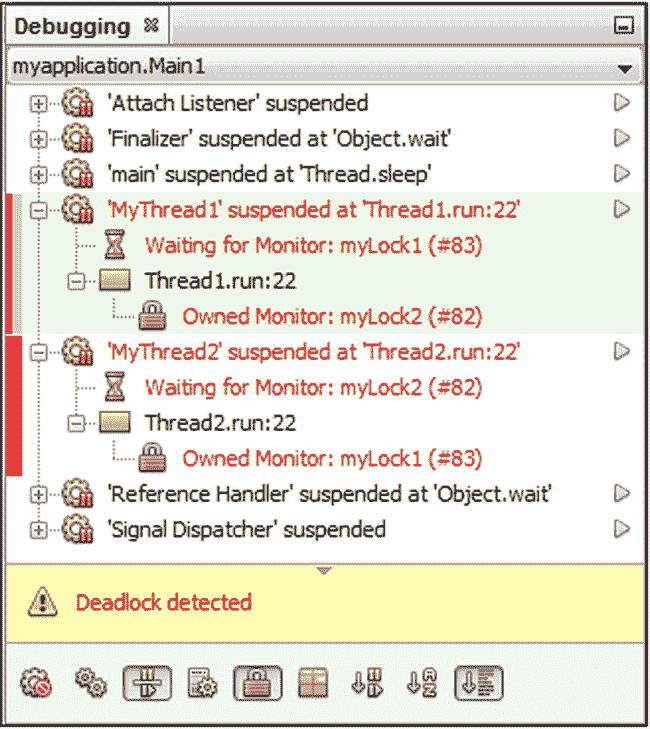 Debugging
myapplication.Main1
'Attach Listener' suspended
'Finalizer' suspended at 'Object.wait'
'main' suspended at 'Thread.sleep'
'MyThread1' suspended at 'Thread1.run:22'
Waiting for Monitor: myLock1 (#83)
Thread1.run:22
Owned Monitor: myLock2 (#82)
'MyThread2' suspended at 'Thread2.run:22'
Waiting for Monitor: myLock2 (#82)
Thread2.run:22
Owned Monitor: myLock1 (#83)
'Reference Handler' suspended at 'Object.wait'
'Signal Dispatcher' suspended
Deadlock detected